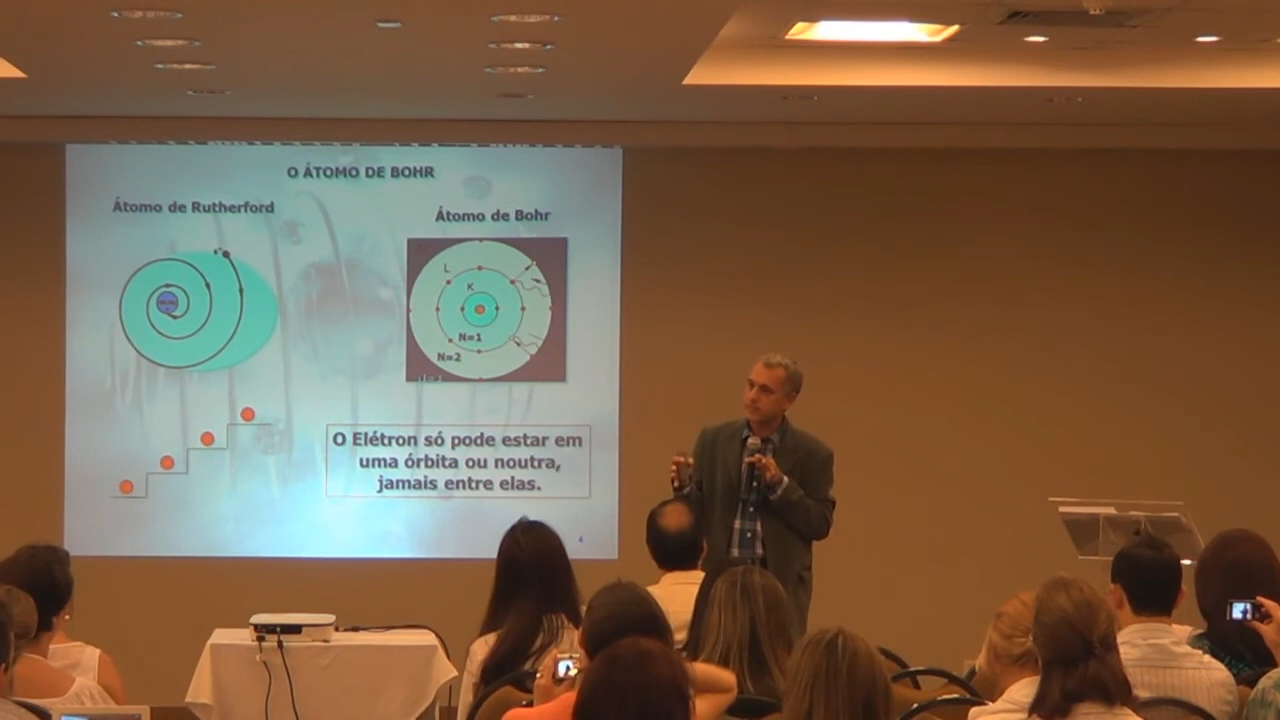 O ÁTOMO DE BOHR
Átomo de Rutherford
Átomo de Bohr
L
K
N=1
N=2
O Elétron só pode estar em
uma órbita ou noutra,
jamais entre elas.
4